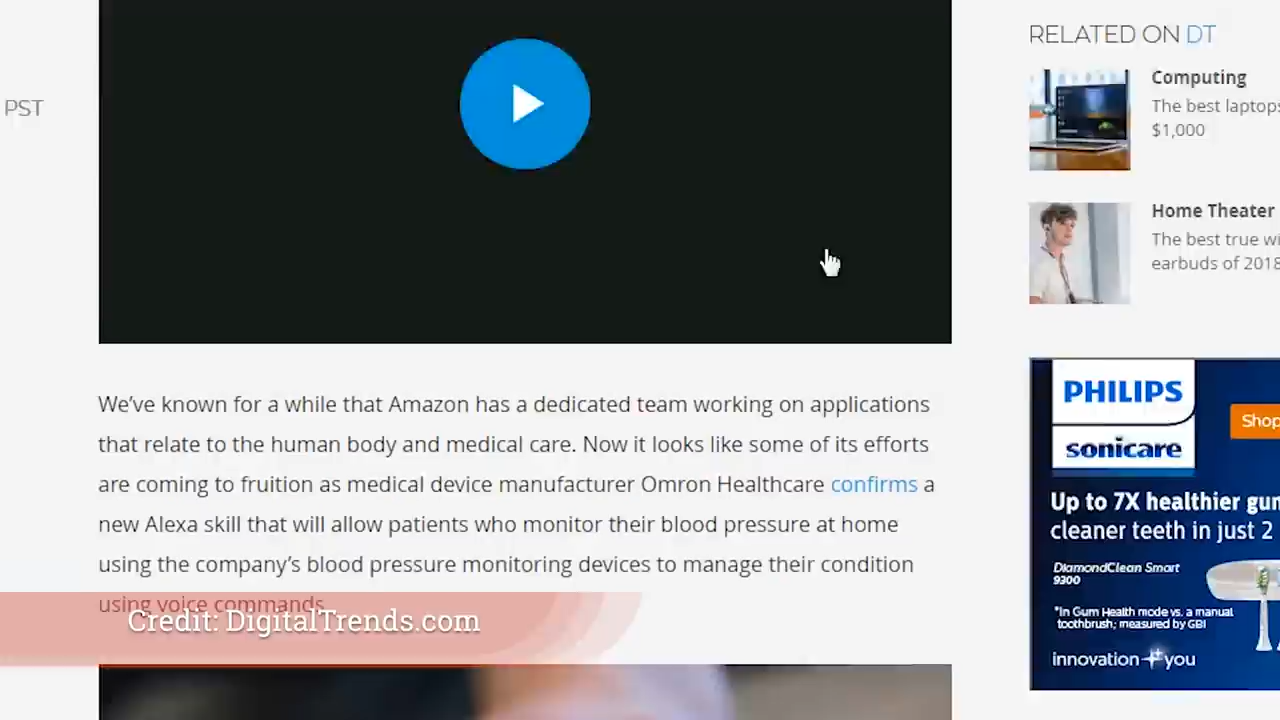 PST
RELATED ON DT
Computing
The best laptops
$1,000
Home Theater
The best true wi
earbuds of 2018
We’ve known for a while that Amazon has a dedicated team working on applications
that relate to the human body and medical care. Now it looks like some of its efforts
are coming to fruition as medical device manufacturer Omron Healthcare confirms a
new Alexa skill that will allow patients who monitor their blood pressure at home
using the company’s blood pressure monitoring devices to manage their condition
using voice commands.
Credit: DigitalTrends.com
PHILIPS
sonicare
Shop
Up to 7X healthier gum
cleaner teeth in just 2
DiamondClean Smart
9300
*In Gum Health mode vs. a manual
toothbrush; measured by GBI
innovation you